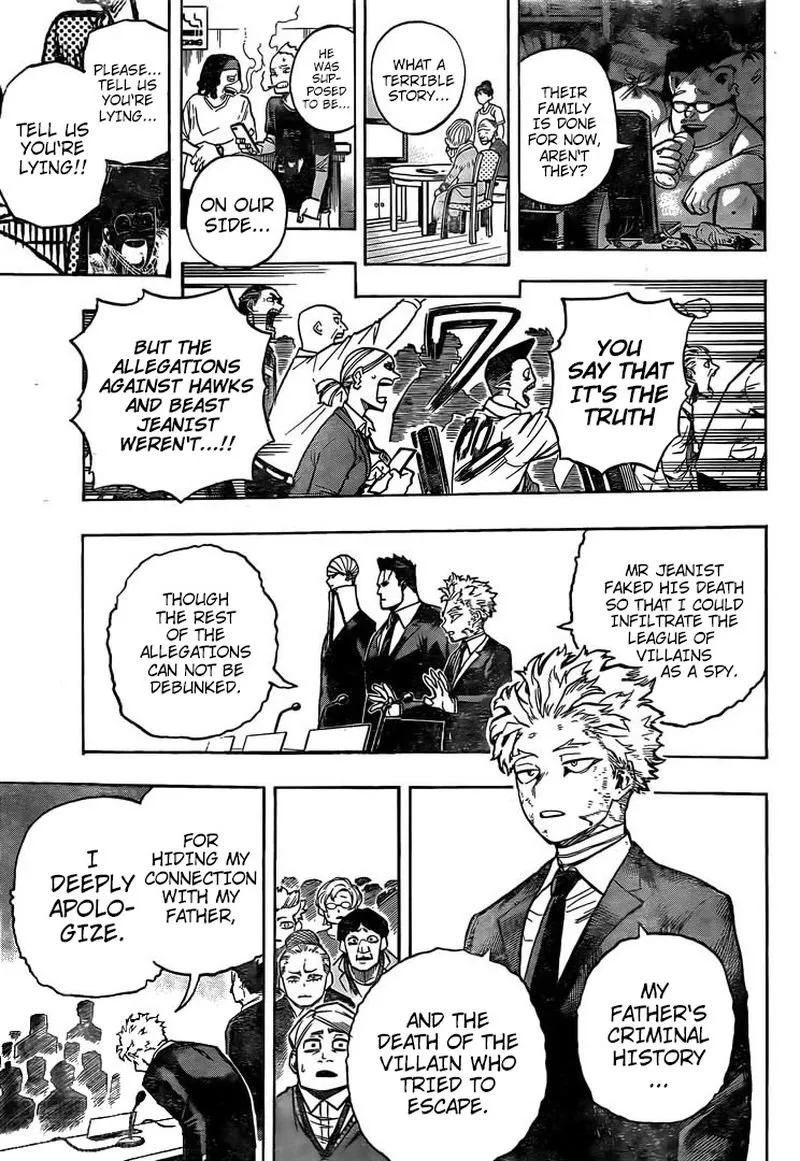 THEIR
FAMILY
IS DONE
FOR NOW,
AREN'T
THEY?
WHAT A
TERRIBLE
STORY...
HE
WAS
SUP-
POSED
TO BE...
ON OUR
SIDE...
PLEASE...
TELL US
YOU'RE
LYING...
TELL US
YOU'RE
LYING!!
YOU
SAY THAT
IT'S THE
TRUTH
BUT THE
ALLEGATIONS
AGAINST HAWKS
AND BEAST
JEANIST
WEREN'T...!!
MR JEANIST
FAKED HIS DEATH
SO THAT I COULD
INFILTRATE THE
LEAGUE OF
VILLAINS
AS A SPY.
THOUGH
THE REST
OF THE
ALLEGATIONS
CAN NOT BE
DEBUNKED.
MY
FATHER'S
CRIMINAL
HISTORY
...
AND THE
DEATH OF THE
VILLAIN WHO
TRIED TO
ESCAPE.
FOR
HIDING MY
CONNECTION
WITH MY
FATHER,
I
DEEPLY
APOLO-
GIZE.